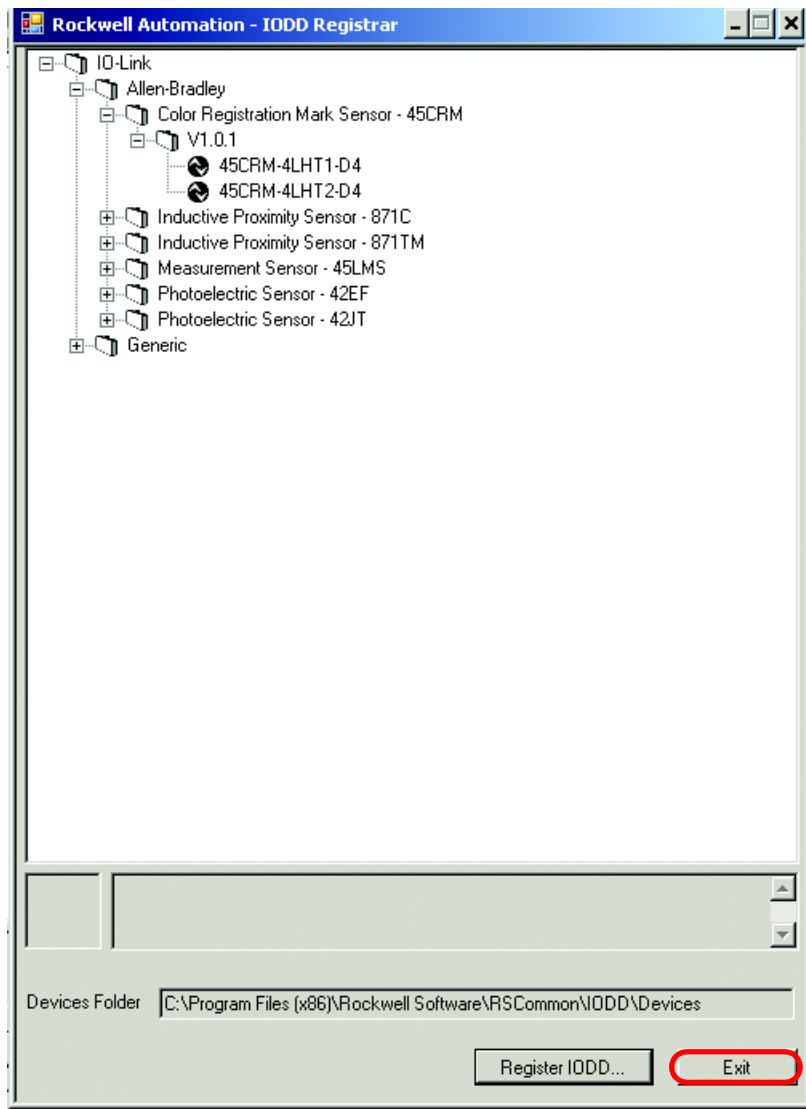 Rockwell Automation - IODD Registrar
IO-Link
Allen-Bradley
Color Registration Mark Sensor - 45CRM
V1.0.1
45CRM-4LHT1-D4
45CRM-4LHT2-D4
Inductive Proximity Sensor - 871C
Inductive Proximity Sensor - 871TM
Measurement Sensor - 45LMS
Photoelectric Sensor - 42EF
Photoelectric Sensor - 42JT
Generic
Devices Folder C:\Program Files (x86)\Rockwell Software\RSCommon\IODD\Devices
Register IODD... Exit